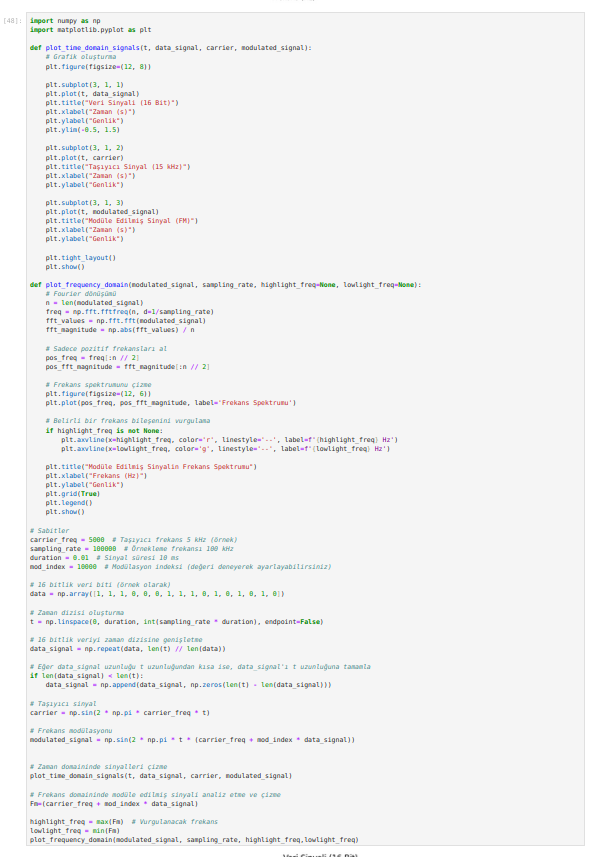 [48]:
import numpy as np
import matplotlib.pyplot as plt
def plot_time_domain_signals(t, data_signal, carrier, modulated_signal):
# Grafik oluşturma
plt.figure(figsize=(12, 8))
plt.subplot(3, 1, 1)
plt.plot(t, data_signal)
plt.title("Veri Sinyali (16 Bit)")
plt.xlabel("Zaman (s)")
plt.ylabel("Genlik")
plt.ylim(-0.5, 1.5)
plt.subplot(3, 1, 2)
plt.plot(t, carrier)
plt.title("Taşıyıcı Sinyal (15 kHz)")
plt.xlabel("Zaman (s)")
plt.ylabel("Genlik")
plt.subplot(3, 1, 3)
plt.plot(t, modulated_signal)
plt.title("Modüle Edilmiş Sinyal (FM)")
plt.xlabel("Zaman (s)")
plt.ylabel("Genlik")
plt.tight_layout()
plt.show()
def plot_frequency_domain(modulated_signal, sampling_rate, highlight_freq=None, lowlight_freq=None):
# Fourier dönüşümü
n = len(modulated_signal)
freq = np.fft.fftfreq(n, d=1/sampling_rate)
fft_values = np.fft.fft(modulated_signal)
fft_magnitude = np.abs(fft_values) / n
# Sadece pozitif frekansları al
pos_freq = freq[:n // 2]
pos_fft_magnitude = fft_magnitude[:n // 2]
# Frekans spektrumunu çizme
plt.figure(figsize=(12, 6))
plt.plot(pos_freq, pos_fft_magnitude, label='Frekans Spektrumu')
# Belirli bir frekans bileşenini vurgulama
if highlight_freq is not None:
plt.axvline(x=highlight_freq, color='r', linestyle='--', label=f'{highlight_freq} Hz')
plt.axvline(x=lowlight_freq, color='g', linestyle='--', label=f'{lowlight_freq} Hz')
plt.title("Modüle Edilmiş Sinyalin Frekans Spektrumu")
plt.xlabel("Frekans (Hz)")
plt.ylabel("Genlik")
plt.grid(True)
plt.legend()
plt.show()
# Sabitler
carrier_freq = 5000  # Taşıyıcı frekans 5 kHz (örnek)
sampling_rate = 100000  # Örnekleme frekansı 100 kHz
duration = 0.01  # Sinyal süresi 10 ms
mod_index = 10000  # Modülasyon indeksi (değeri deneyerek ayarlayabilirsiniz)
# 16 bitlik veri biti (örnek olarak)
data = np.array([1, 1, 1, 0, 0, 0, 1, 1, 1, 0, 1, 0, 1, 0, 1, 0])
# Zaman dizisi oluşturma
t = np.linspace(0, duration, int(sampling_rate * duration), endpoint=False)
# 16 bitlik veriyi zaman dizisine genişletme
data_signal = np.repeat(data, len(t) // len(data))
# Eğer data_signal uzunluğu t uzunluğundan kısa ise, data_signal'ı t uzunluğuna tamamla
if len(data_signal) < len(t):
data_signal = np.append(data_signal, np.zeros(len(t) - len(data_signal)))
# Taşıyıcı sinyal
carrier = np.sin(2 * np.pi * carrier_freq * t)
# Frekans modülasyonu
modulated_signal = np.sin(2 * np.pi * t * (carrier_freq + mod_index * data_signal))
# Zaman domaininde sinyalleri çizme
plot_time_domain_signals(t, data_signal, carrier, modulated_signal)
# Frekans domaininde modüle edilmiş sinyali analiz etme ve çizme
Fm=(carrier_freq + mod_index * data_signal)
highlight_freq = max(Fm)  # Vurgulanacak frekans
lowlight_freq = min(Fm)
plot_frequency_domain(modulated_signal, sampling_rate, highlight_freq,lowlight_freq)
Veri Sinyali (16 Bit)